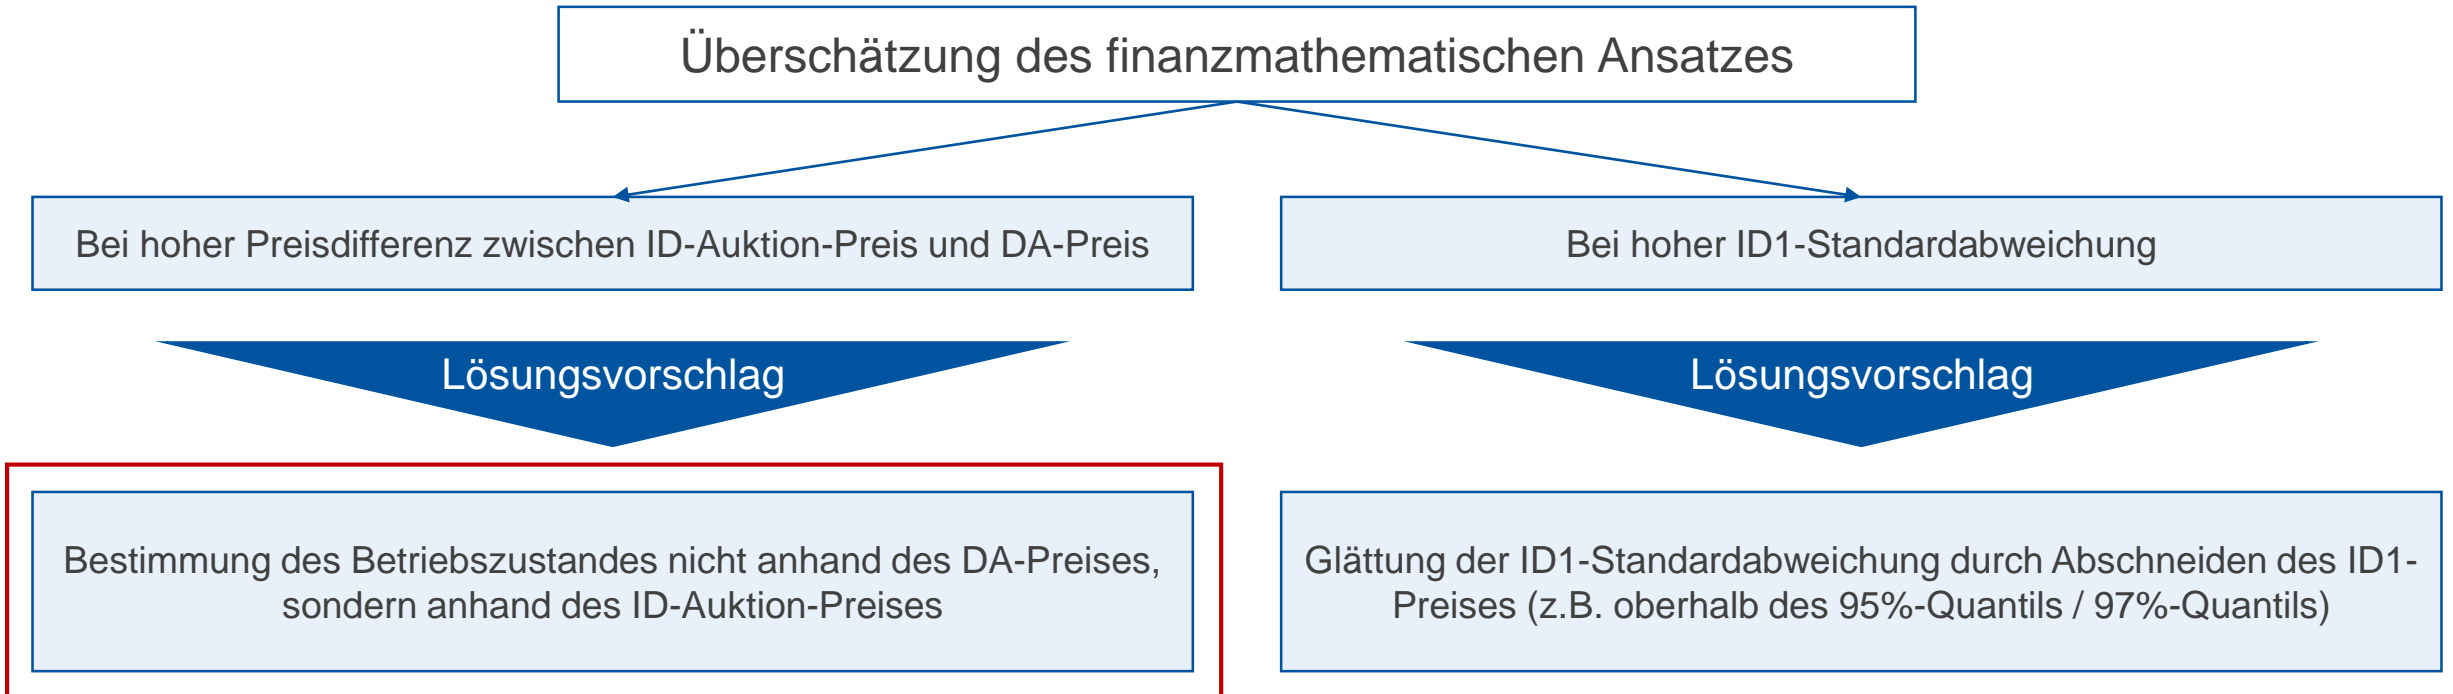 Überschätzung des finanzmathematischen Ansatzes
Bei hoher Preisdifferenz zwischen ID-Auktion-Preis und DA-Preis
Bei hoher ID1-Standardabweichung
Lösungsvorschlag
Lösungsvorschlag
Bestimmung des Betriebszustandes nicht anhand des DA-Preises,
sondern anhand des ID-Auktion-Preises
Glättung der ID1-Standardabweichung durch Abschneiden des ID1-
Preises (z.B. oberhalb des 95%-Quantils / 97%-Quantils)